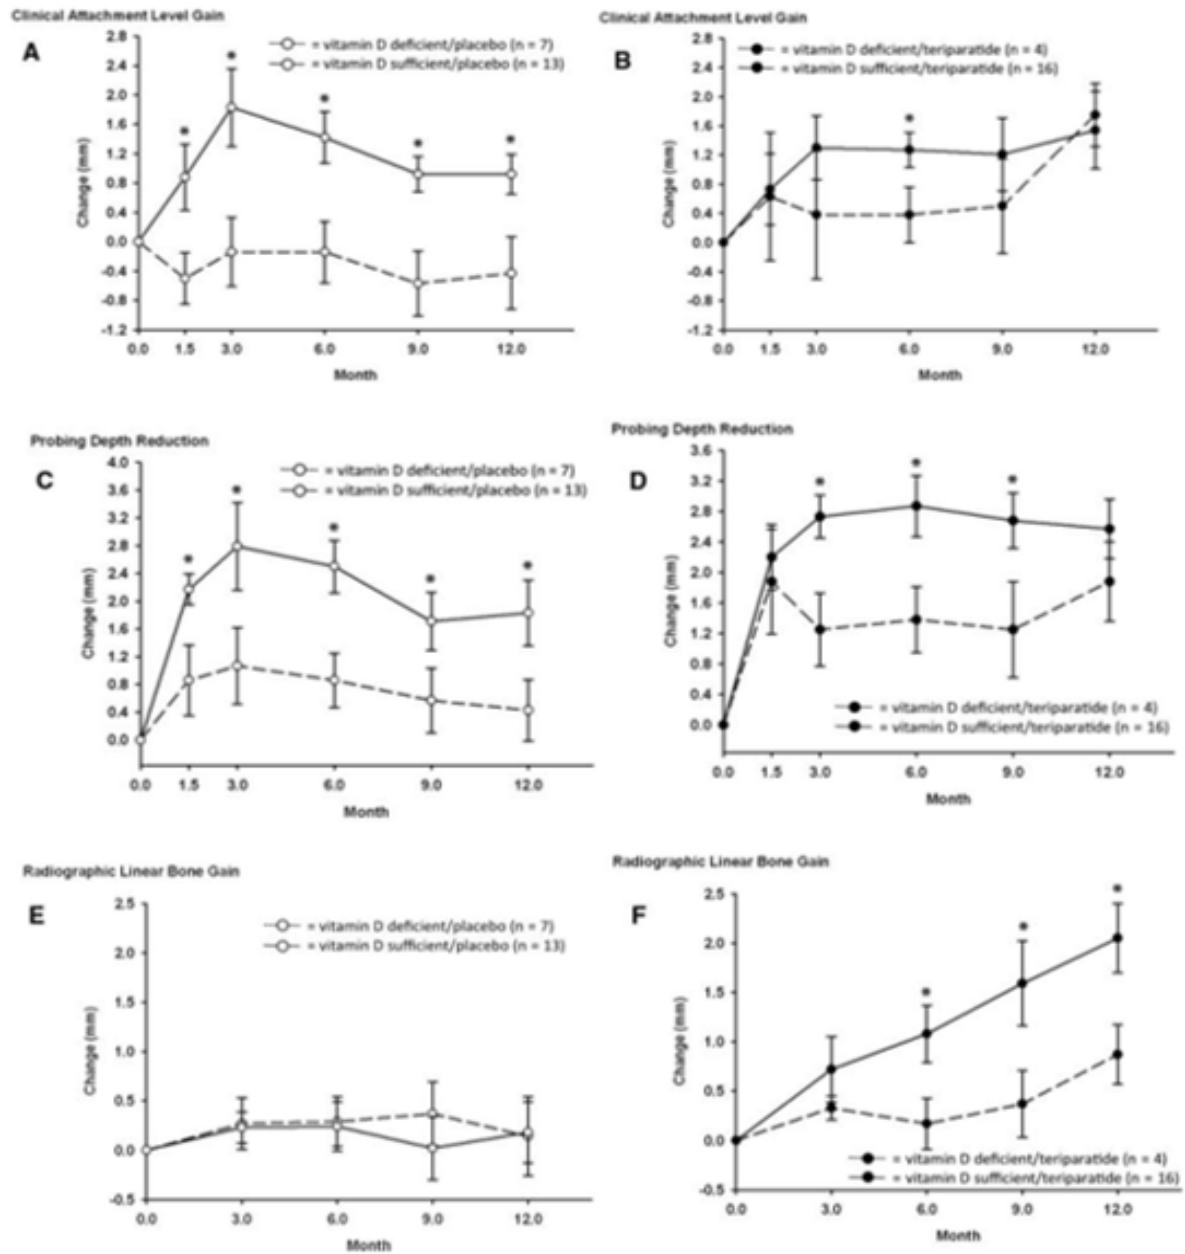 Clinical Attachment Level Gain
A
2.8
2.4
2.0
1.6
1.2
0.8
0.4
0.0
-0.4
-0.8
-1.2
Change (mm)
= vitamin D deficient/placebo (n = 7)
= vitamin D sufficient/placebo (n = 13)
* * * * *
0.0 1.5 3.0 6.0 9.0 12.0
Month
Clinical Attachment Level Gain
B
2.8
2.4
2.0
1.6
1.2
0.8
0.4
0.0
-0.4
-0.8
-1.2
Change (mm)
= vitamin D deficient/teriparatide (n = 4)
= vitamin D sufficient/teriparatide (n = 16)
*
0.0 1.5 3.0 6.0 9.0 12.0
Month
Probing Depth Reduction
C
4.0
3.6
3.2
2.8
2.4
2.0
1.6
1.2
0.8
0.4
0.0
Change (mm)
= vitamin D deficient/placebo (n = 7)
= vitamin D sufficient/placebo (n = 13)
* * * * *
0.0 1.5 3.0 6.0 9.0 12.0
Month
Probing Depth Reduction
D
3.6
3.2
2.8
2.4
2.0
1.6
1.2
0.8
0.4
0.0
Change (mm)
* * *
= vitamin D deficient/teriparatide (n = 4)
= vitamin D sufficient/teriparatide (n = 16)
0.0 1.5 3.0 6.0 9.0 12.0
Month
Radiographic Linear Bone Gain
E
2.5
2.0
1.5
1.0
0.5
0.0
-0.5
Change (mm)
= vitamin D deficient/placebo (n = 7)
= vitamin D sufficient/placebo (n = 13)
0.0 3.0 6.0 9.0 12.0
Month
Radiographic Linear Bone Gain
F
2.5
2.0
1.5
1.0
0.5
0.0
-0.5
Change (mm)
* * *
= vitamin D deficient/teriparatide (n = 4)
= vitamin D sufficient/teriparatide (n = 16)
0.0 3.0 6.0 9.0 12.0
Month